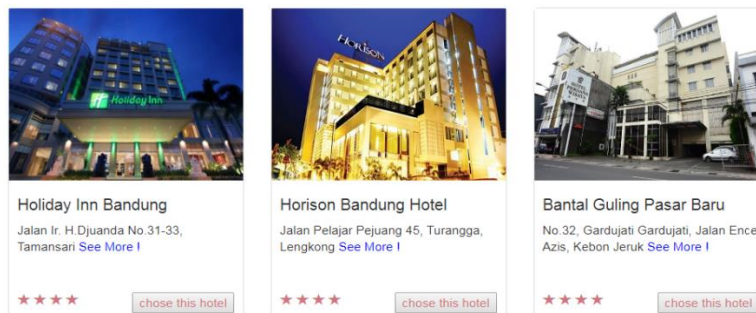 Holiday Inn
HORISON
Holiday Inn Bandung
Jalan Ir. H.Djuanda No.31-33,
Tamansari See More !
chose this hotel
Horison Bandung Hotel
Jalan Pelajar Pejuang 45, Turangga,
Lengkong See More !
chose this hotel
Bantal Guling Pasar Baru
No.32, Gardujati Gardujati, Jalan Ence
Azis, Kebon Jeruk See More !
chose this hotel